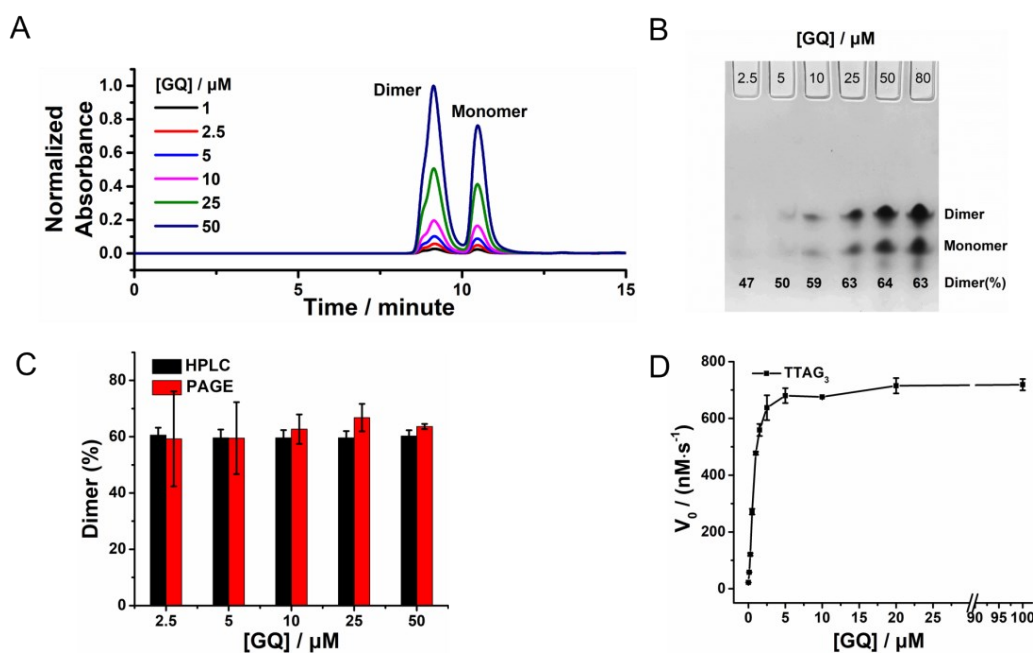 A
[GQ] / µM
1
2.5
5
10
25
50
Dimer
Monomer
Normalized
Absorbance
1.0
0.8
0.6
0.4
0.2
0.0
0 5 10 15
Time / minute
B
[GQ] / µM
2.5 5 10 25 50 80
Dimer
Monomer
47 50 59 63 64 63 Dimer(%)
C
HPLC
PAGE
Dimer (%)
80
60
40
20
0
2.5 5 10 25 50
[GQ] / µM
D
TTAG₃
V₀ / (nM·s⁻¹)
800
600
400
200
0
0 5 10 15 20 25 90 95 100
[GQ] / µM